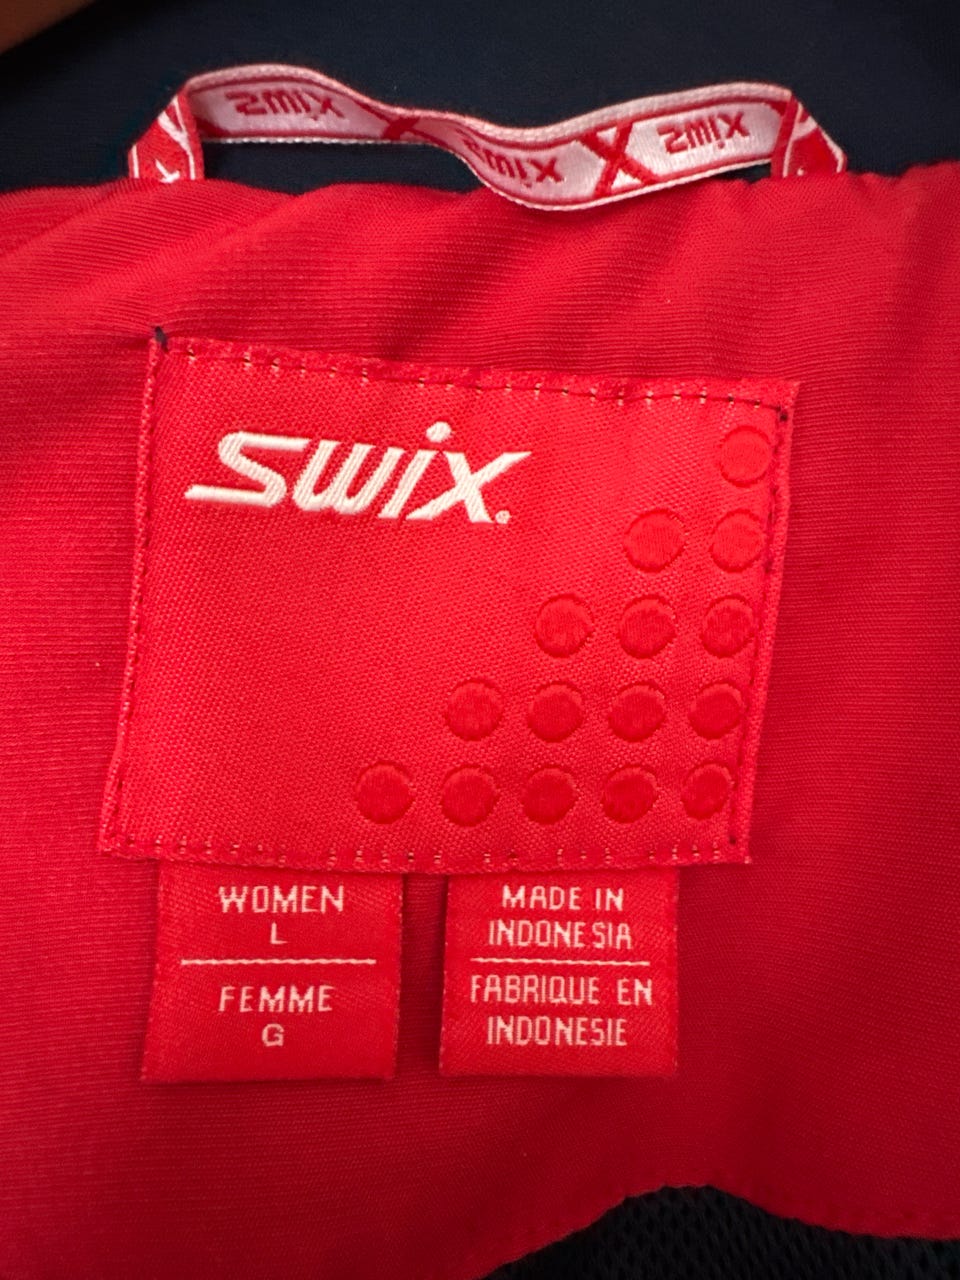 swix swix swix
swix.
WOMEN
L
FEMME
G
MADE IN
INDONESIA
FABRIQUE EN
INDONESIE